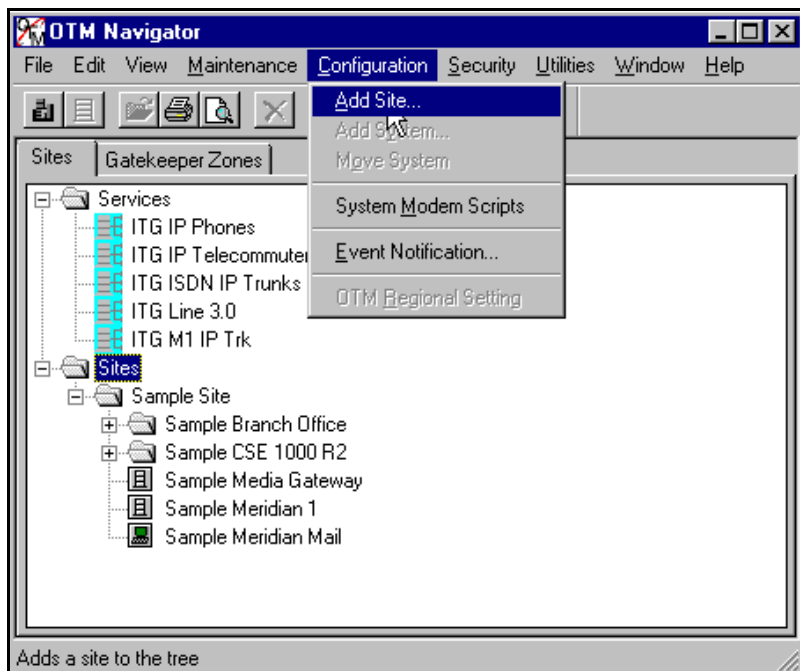 OTM Navigator
File Edit View Maintenance Configuration Security Utilities Window Help
Add Site...
Add System...
Move System
System Modem Scripts
Event Notification...
OTM Regional Setting
Sites Gatekeeper Zones
Services
ITG IP Phones
ITG IP Telecommuter
ITG ISDN IP Trunks
ITG Line 3.0
ITG M1 IP Trk
Sites
Sample Site
Sample Branch Office
Sample CSE 1000 R2
Sample Media Gateway
Sample Meridian 1
Sample Meridian Mail
Adds a site to the tree